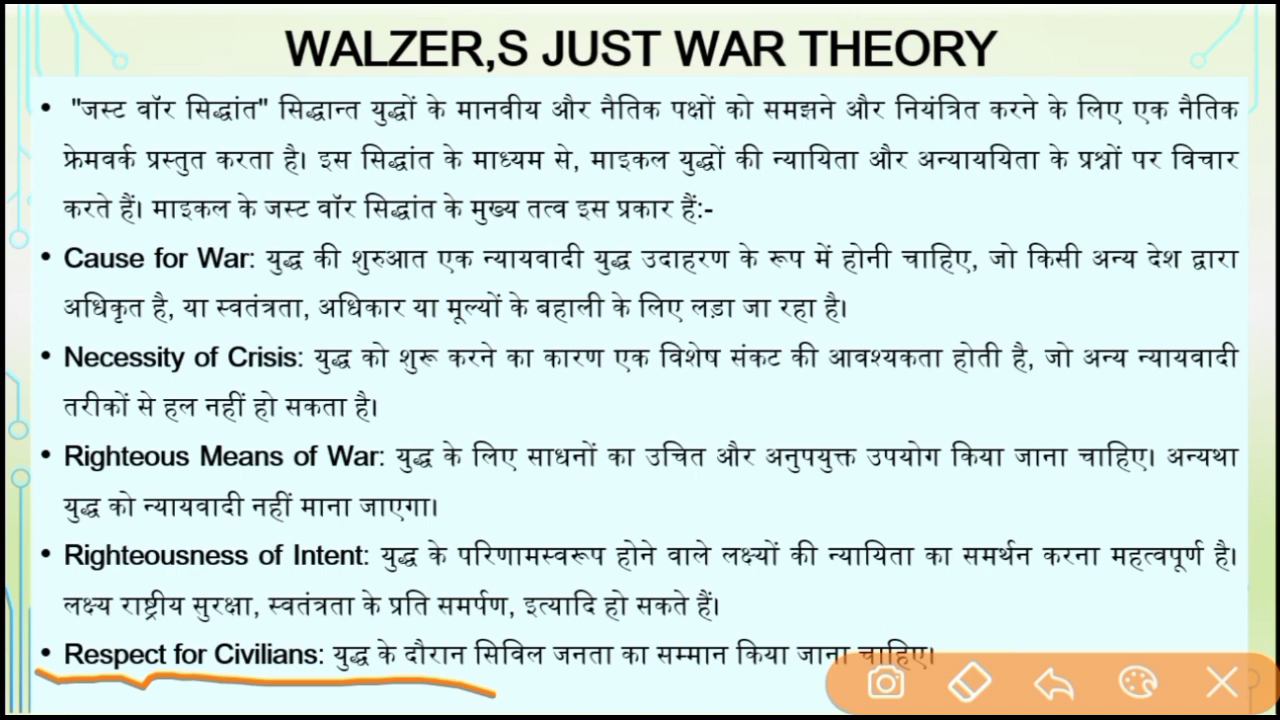 WALZER,S JUST WAR THEORY
• "जस्ट वॉर सिद्धांत" सिद्धान्त युद्धों के मानवीय और नैतिक पक्षों को समझने और नियंत्रित करने के लिए एक नैतिक
फ्रेमवर्क प्रस्तुत करता है। इस सिद्धांत के माध्यम से, माइकल युद्धों की न्यायिता और अन्याययिता के प्रश्नों पर विचार
करते हैं। माइकल के जस्ट वॉर सिद्धांत के मुख्य तत्व इस प्रकार हैं:-
• Cause for War: युद्ध की शुरुआत एक न्यायवादी युद्ध उदाहरण के रूप में होनी चाहिए, जो किसी अन्य देश द्वारा
अधिकृत है, या स्वतंत्रता, अधिकार या मूल्यों के बहाली के लिए लड़ा जा रहा है।
• Necessity of Crisis: युद्ध को शुरू करने का कारण एक विशेष संकट की आवश्यकता होती है, जो अन्य न्यायवादी
तरीकों से हल नहीं हो सकता है।
• Righteous Means of War: युद्ध के लिए साधनों का उचित और अनुपयुक्त उपयोग किया जाना चाहिए। अन्यथा
युद्ध को न्यायवादी नहीं माना जाएगा।
• Righteousness of Intent: युद्ध के परिणामस्वरूप होने वाले लक्ष्यों की न्यायिता का समर्थन करना महत्वपूर्ण है।
लक्ष्य राष्ट्रीय सुरक्षा, स्वतंत्रता के प्रति समर्पण, इत्यादि हो सकते हैं।
• Respect for Civilians: युद्ध के दौरान सिविल जनता का सम्मान किया जाना चाहिए।